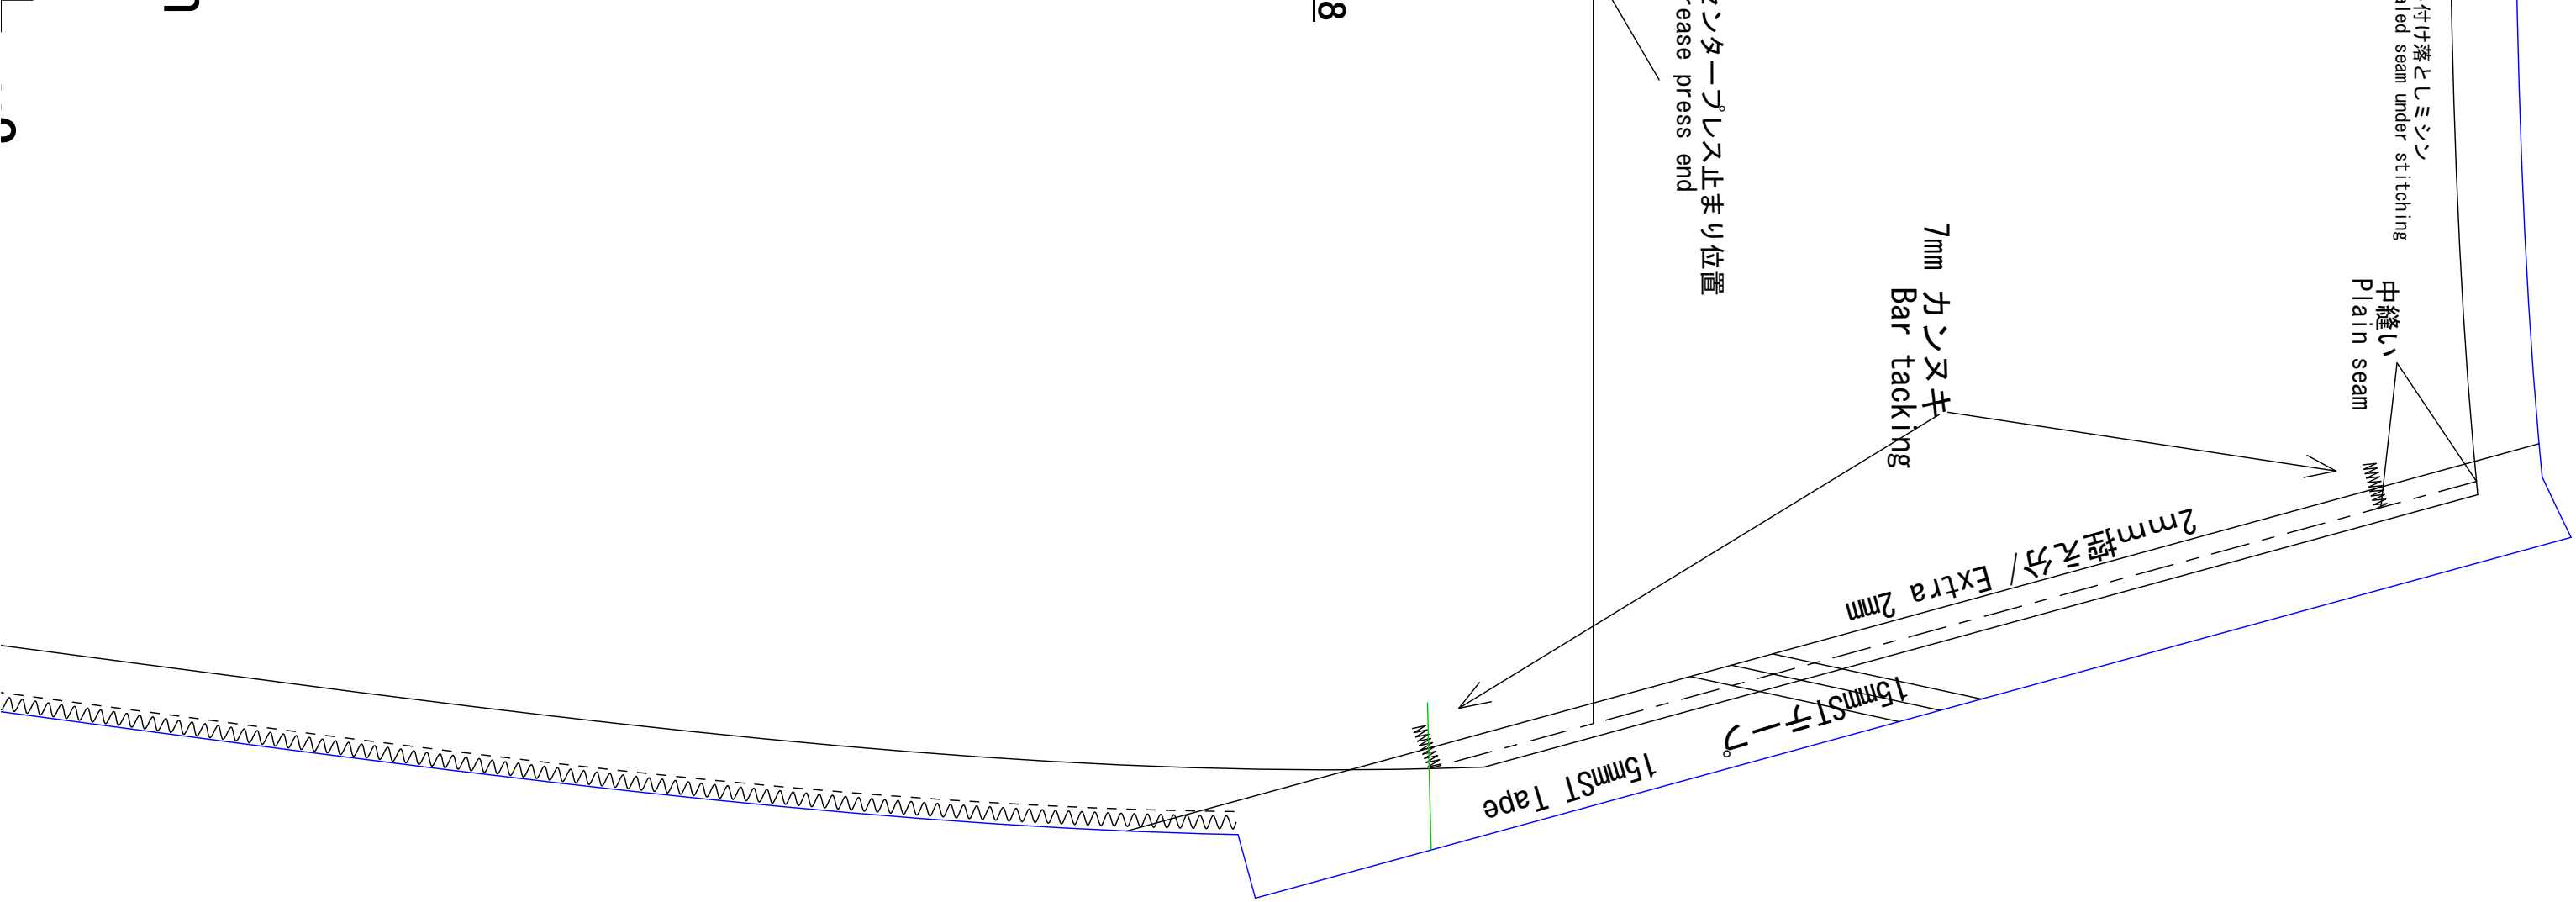 8
センタープレス止まり位置
rease press end
付け落としミシン
aled seam under stitching
7mm カンヌキ
Bar tacking
中縫い
Plain seam
2mm控え分/ Extra 2mm
15mmSTテープ
15mmST Tape